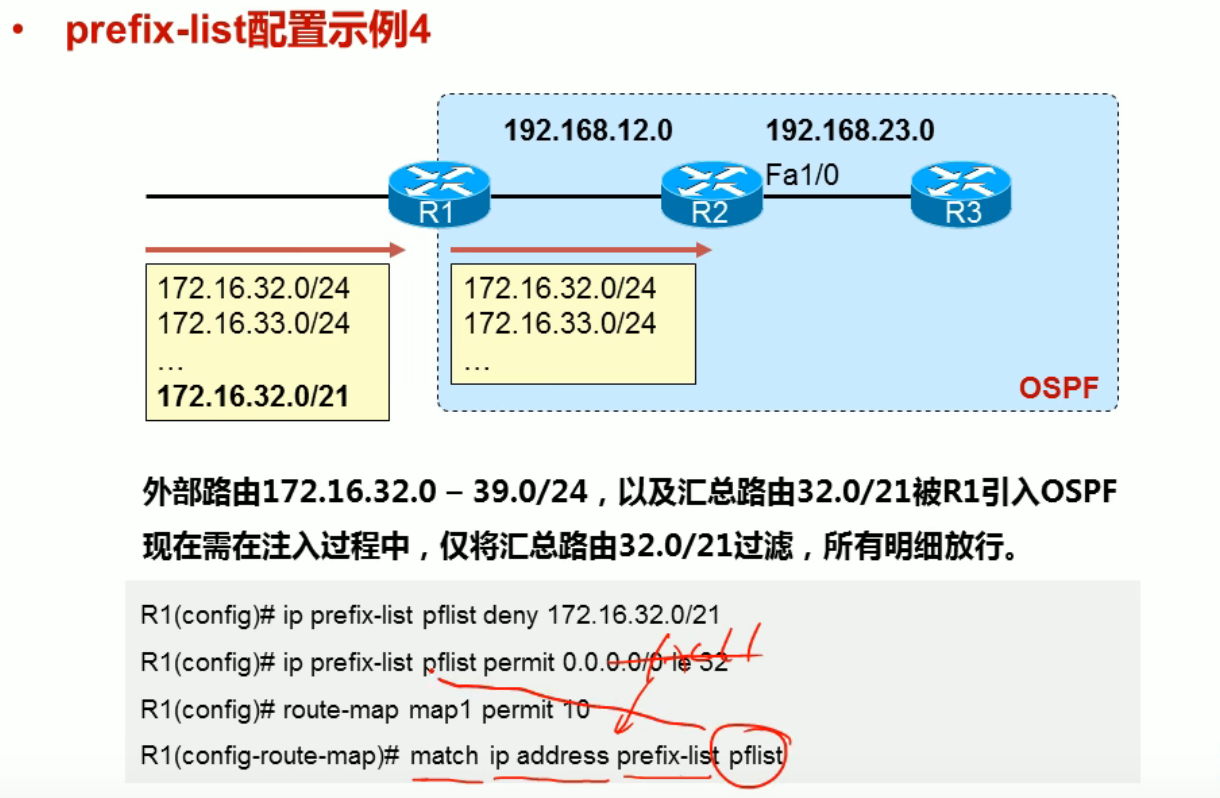 • prefix-list配置示例4
192.168.12.0
192.168.23.0
Fa1/0
R1
R2
R3
172.16.32.0/24
172.16.33.0/24
…
172.16.32.0/21
172.16.32.0/24
172.16.33.0/24
…
OSPF
外部路由172.16.32.0 – 39.0/24，以及汇总路由32.0/21被R1引入OSPF
现在需在注入过程中，仅将汇总路由32.0/21过滤，所有明细放行。
R1(config)# ip prefix-list pflist deny 172.16.32.0/21
R1(config)# ip prefix-list pflist permit 0.0.0.0/0 le 32
R1(config)# route-map map1 permit 10
R1(config-route-map)# match ip address prefix-list pflist